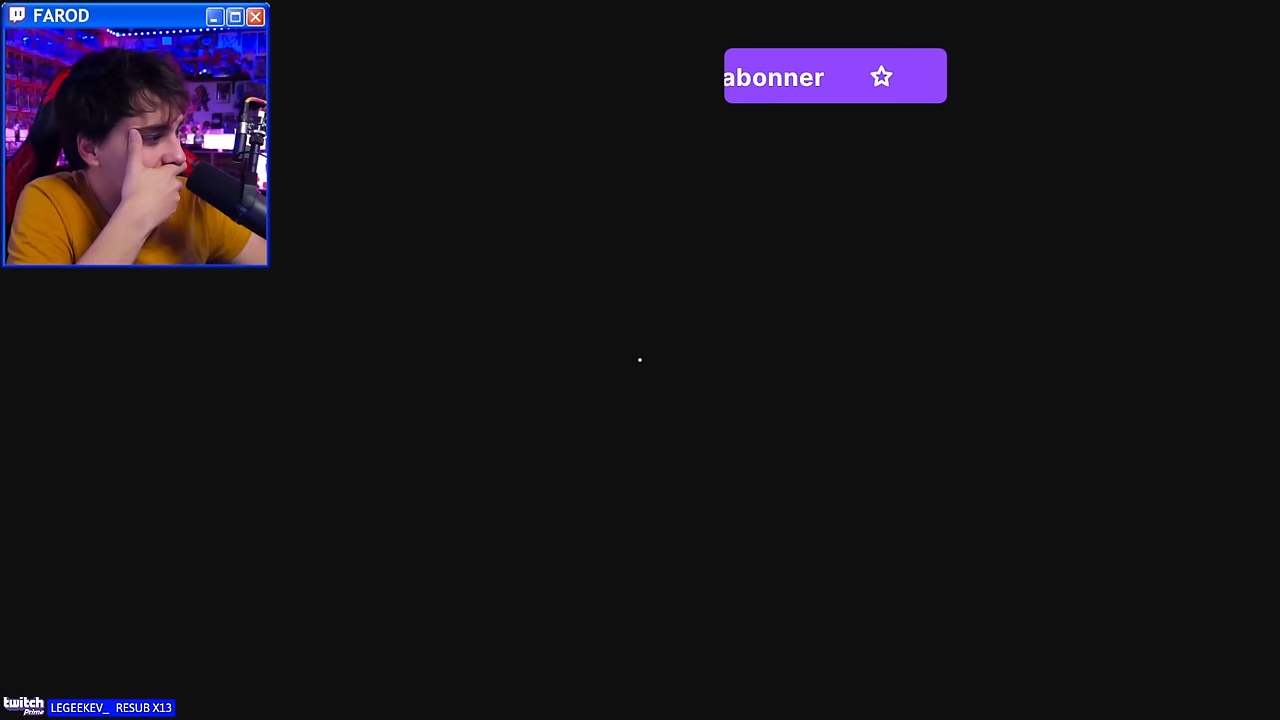 FAROD
abonner
twitch
Prime
LEGEEKEV_ RESUB X13